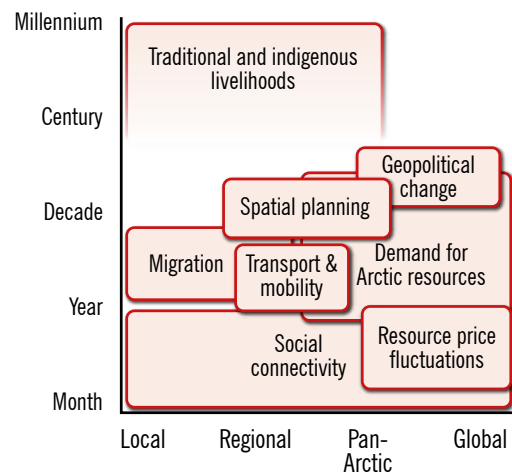 Millennium
Century
Decade
Year
Month
Traditional and indigenous
livelihoods
Geopolitical
change
Spatial planning
Migration
Transport &
mobility
Demand for
Arctic resources
Social
connectivity
Resource price
fluctuations
Local
Regional
Pan-
Arctic
Global